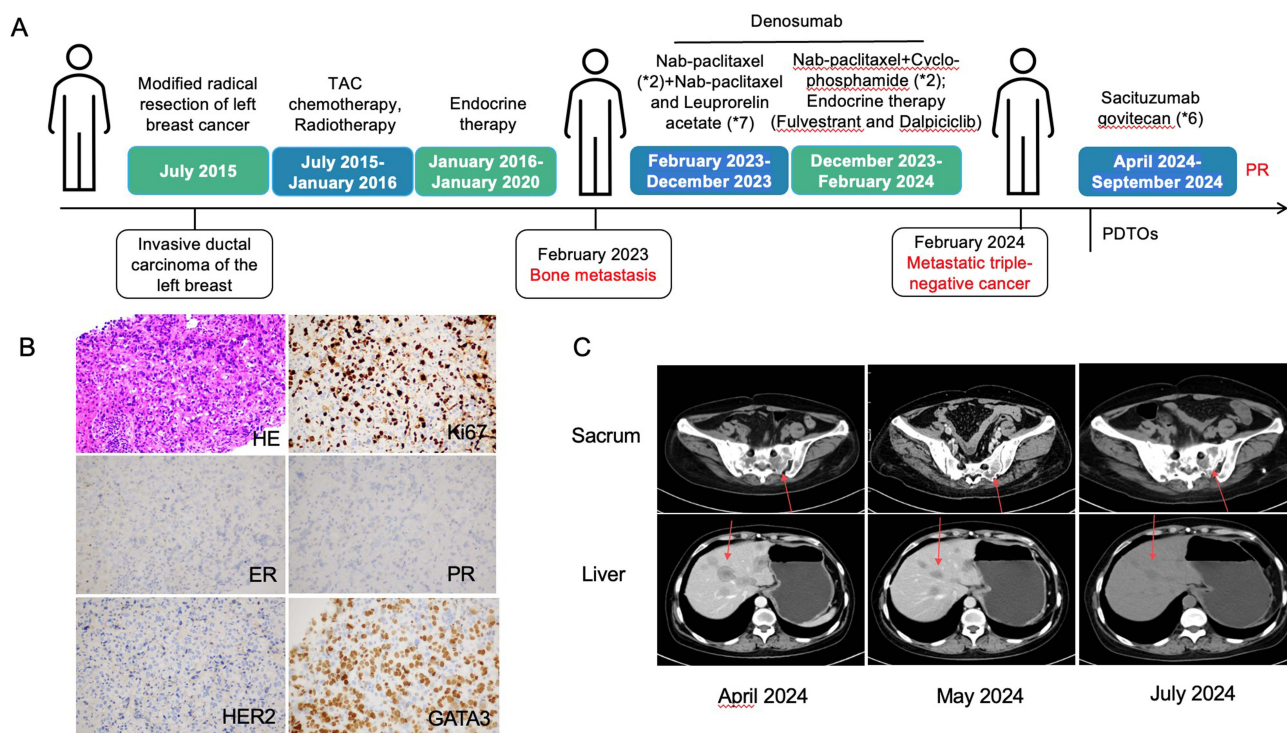 A
Denosumab
Modified radical
resection of left
breast cancer
TAC
chemotherapy,
Radiotherapy
Endocrine
therapy
Nab-paclitaxel
(*2)+Nab-paclitaxel
and Leuprorelin
acetate (*7)
Nab-paclitaxel+Cyclo-
phosphamide (*2);
Endocrine therapy
(Fulvestrant and Dalpiciclib)
Sacituzumab
govitecan (*6)
July 2015
July 2015-
January 2016
January 2016-
January 2020
February 2023-
December 2023
December 2023-
February 2024
April 2024-
September 2024
PR
Invasive ductal
carcinoma of the
left breast
February 2023
Bone metastasis
February 2024
Metastatic triple-
negative cancer
PDTOs
B
HE
Ki67
ER
PR
HER2
GATA3
C
Sacrum
Liver
April 2024
May 2024
July 2024